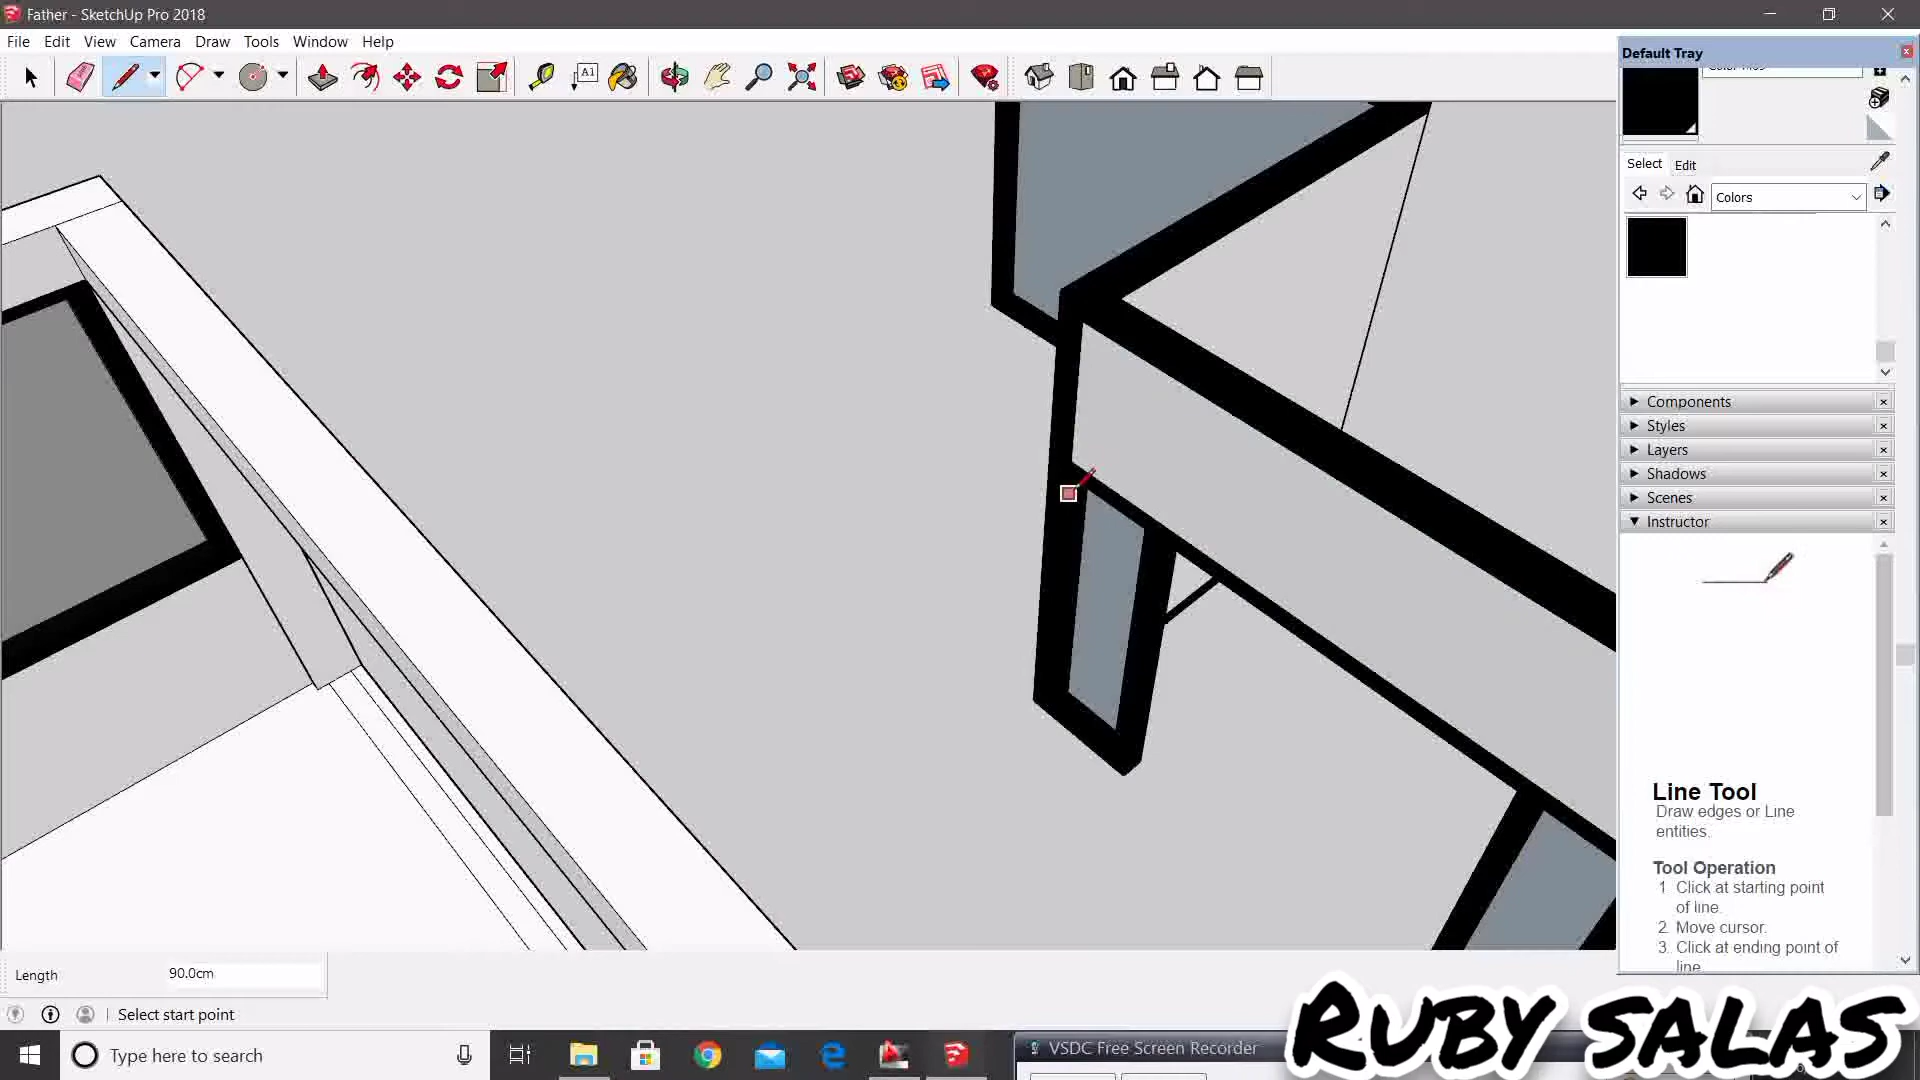 Father - SketchUp Pro 2018
File Edit View Camera Draw Tools Window Help
Default Tray
A1
Select Edit
Colors
Components
Styles
Layers
Shadows
Scenes
Instructor
Line Tool
Draw edges or Line
entities.
Tool Operation
1 Click at starting point
of line.
2. Move cursor.
3. Click at ending point of
line
Length 90.0cm
Select start point
Type here to search
VSDC Free Screen Recorder
RUBY SALAS